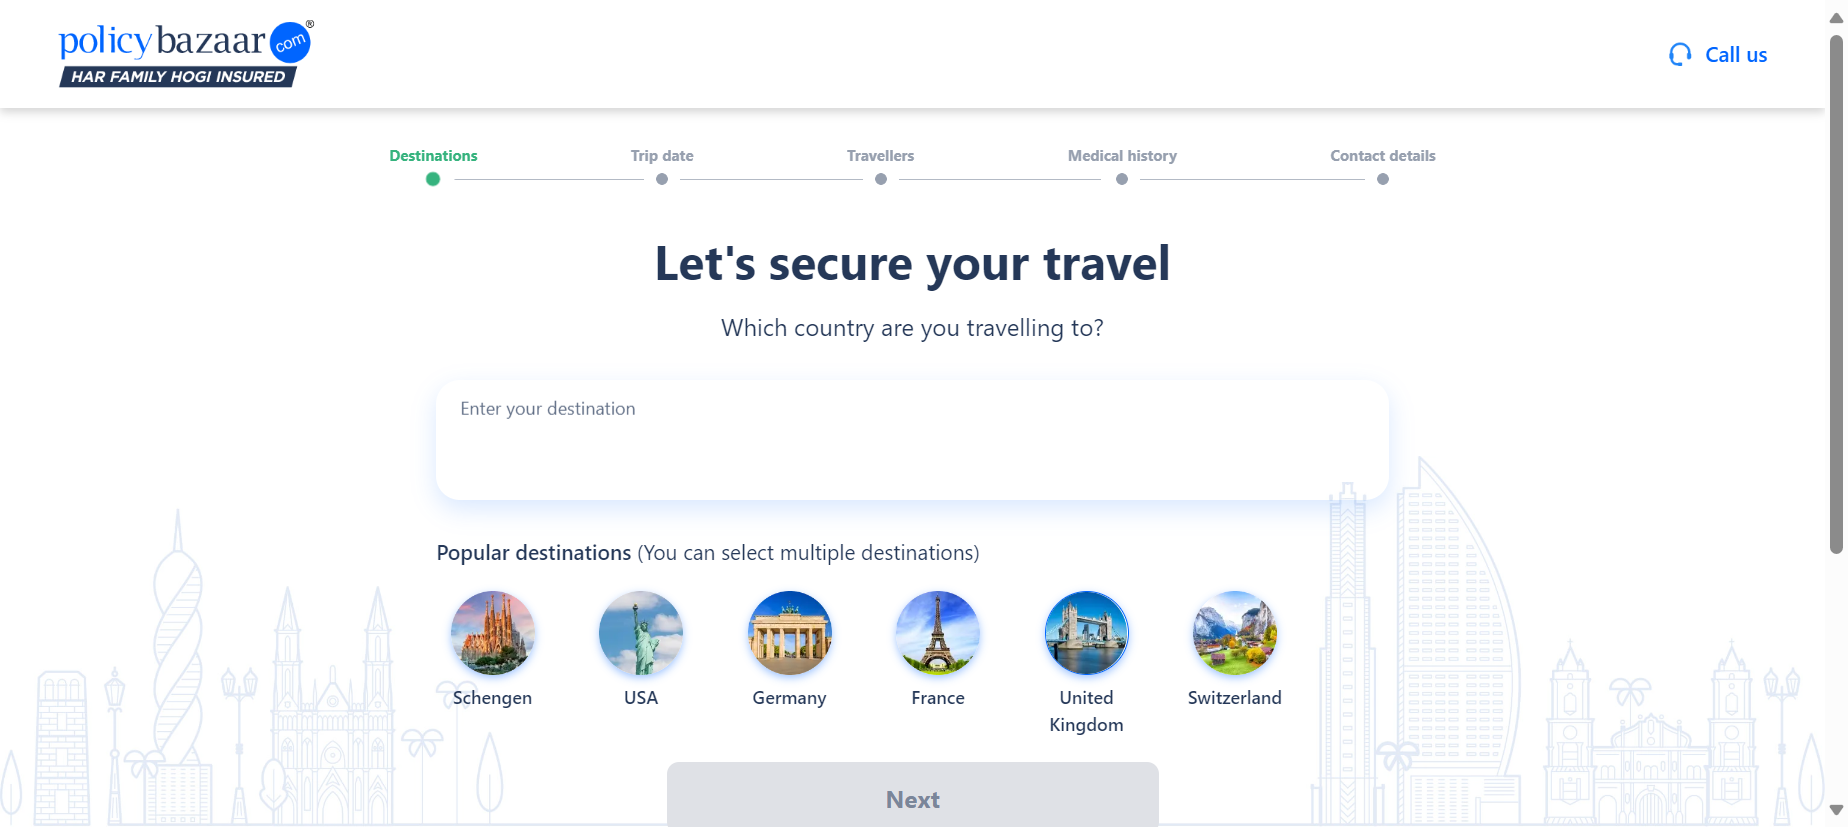 policybazaar com ®
HAR FAMILY HOGI INSURED
Call us
Destinations
Trip date
Travellers
Medical history
Contact details
Let's secure your travel
Which country are you travelling to?
Enter your destination
Popular destinations (You can select multiple destinations)
Schengen
USA
Germany
France
United
Kingdom
Switzerland
Next